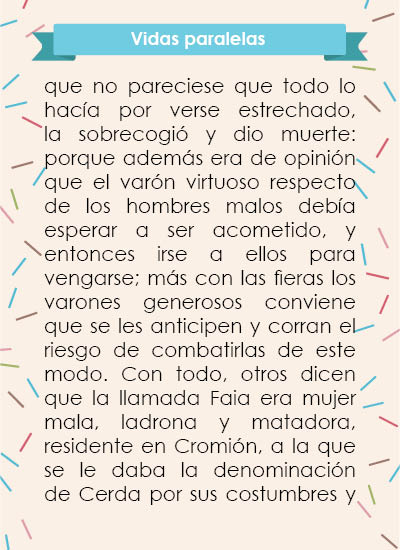 Vidas paralelas
que no pareciese que todo lo
hacía por verse estrechado,
la sobrecogió y dio muerte:
porque además era de opinión
que el varón virtuoso respecto
de los hombres malos debía
esperar a ser acometido, y
entonces irse a ellos para
vengarse; más con las fieras los
varones generosos conviene
que se les anticipen y corran el
riesgo de combatirlas de este
modo. Con todo, otros dicen
que la llamada Faia era mujer
mala, ladrona y matadora,
residente en Cromión, a la que
se le daba la denominación
de Cerda por sus costumbres y